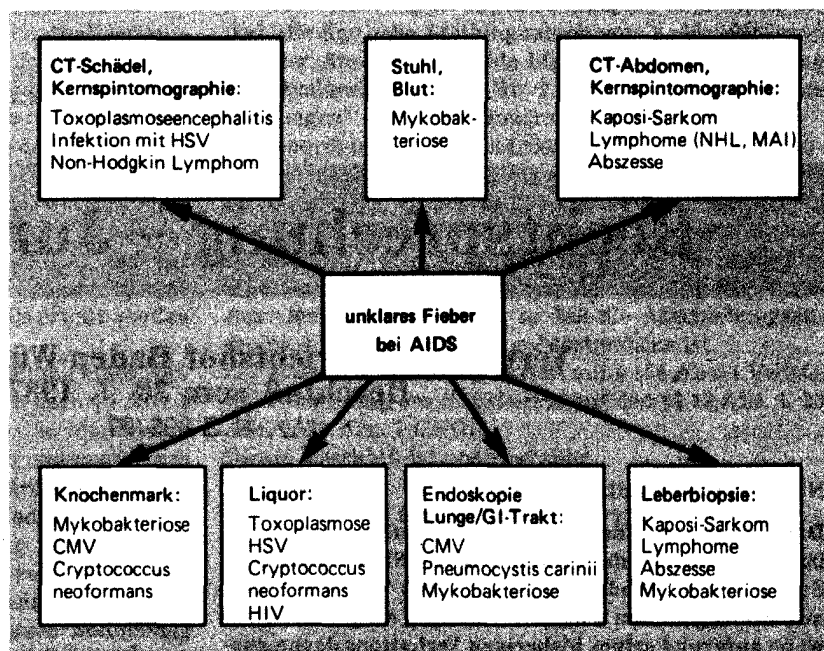 CT-Schädel,
Kernspintomographie:
Toxoplasmoseencephalitis
Infektion mit HSV
Non-Hodgkin Lymphom
Stuhl,
Blut:
Mykobak-
teriose
CT-Abdomen,
Kernspintomographie:
Kaposi-Sarkom
Lymphome (NHL, MAI)
Abszesse
unklares Fieber
bei AIDS
Knochenmark:
Mykobakteriose
CMV
Cryptococcus
neoformans
Liquor:
Toxoplasmose
HSV
Cryptococcus
neoformans
HIV
Endoskopie
Lunge/GI-Trakt:
CMV
Pneumocystis carinii
Mykobakteriose
Leberbiopsie:
Kaposi-Sarkom
Lymphome
Abszesse
Mykobakteriose